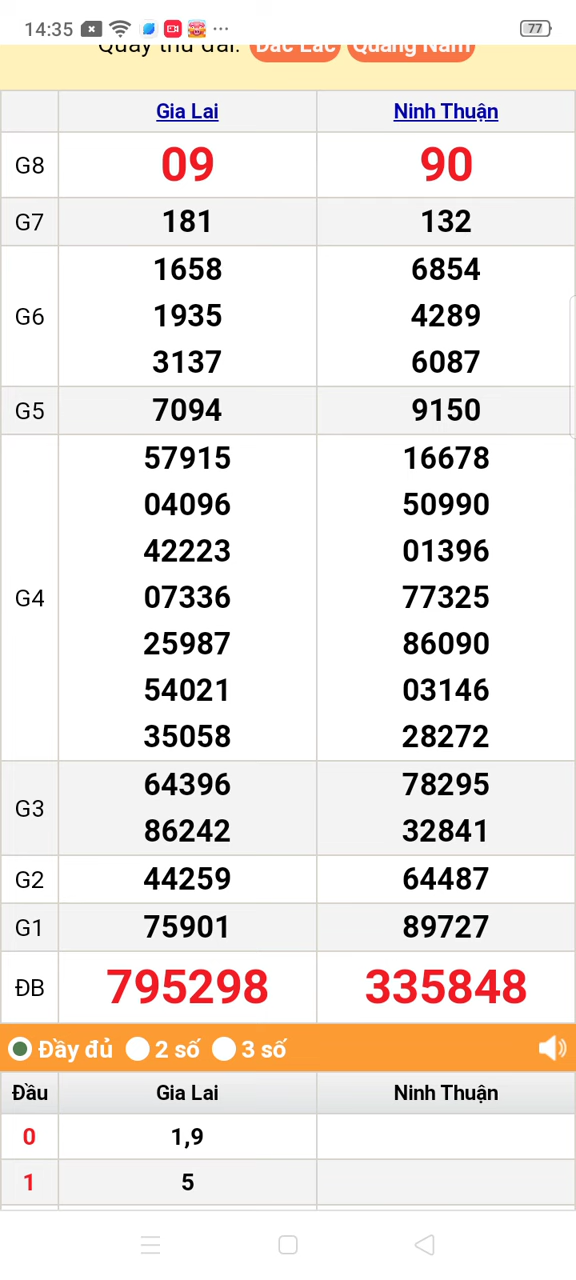 14:35 77
Quay thử đài: Đắc Lắc Quảng Nam
Gia Lai Ninh Thuận
G8 09 90
G7 181 132
G6 1658 6854
1935 4289
3137 6087
G5 7094 9150
G4 57915 16678
04096 50990
42223 01396
07336 77325
25987 86090
54021 03146
35058 28272
G3 64396 78295
86242 32841
G2 44259 64487
G1 75901 89727
ĐB 795298 335848
Đầy đủ 2 số 3 số
Đầu Gia Lai Ninh Thuận
0 1,9
1 5